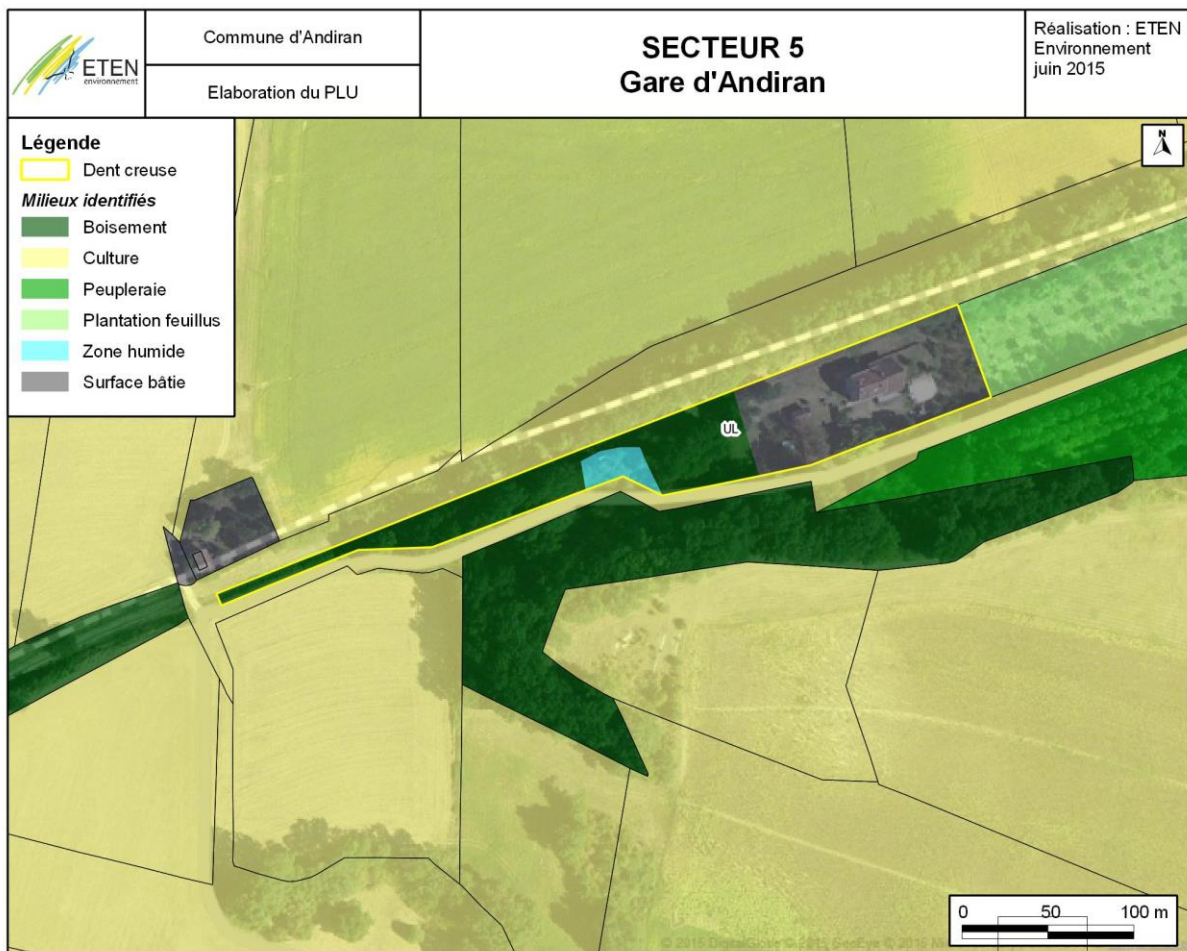 ETEN
environnement
Commune d'Andiran
Elaboration du PLU
SECTEUR 5
Gare d'Andiran
Réalisation : ETEN
Environnement
juin 2015
Légende
Dent creuse
Milieux identifiés
Boisement
Culture
Peupleraie
Plantation feuillus
Zone humide
Surface bâtie
N
UL
0 50 100 m